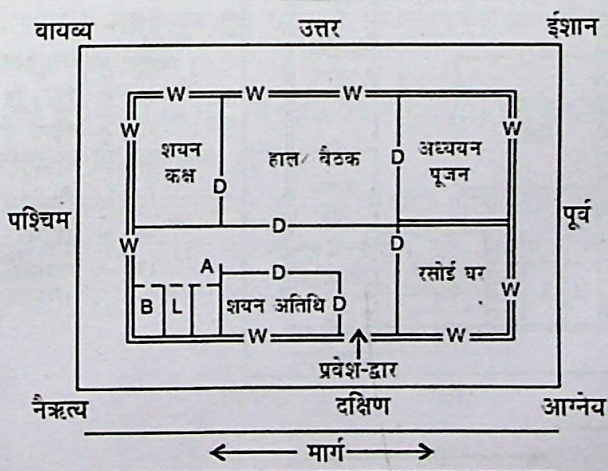 वायव्य उत्तर ईशान
W W W
W W
शयन कक्ष
हाल/ बैठक
अध्ययन पूजन
D D
पश्चिम
पूर्व
D D
W
A D
रसोई घर
B L शयन अतिथि D
W
W W
प्रवेश-द्वार
नैऋत्य दक्षिण आग्नेय
मार्ग